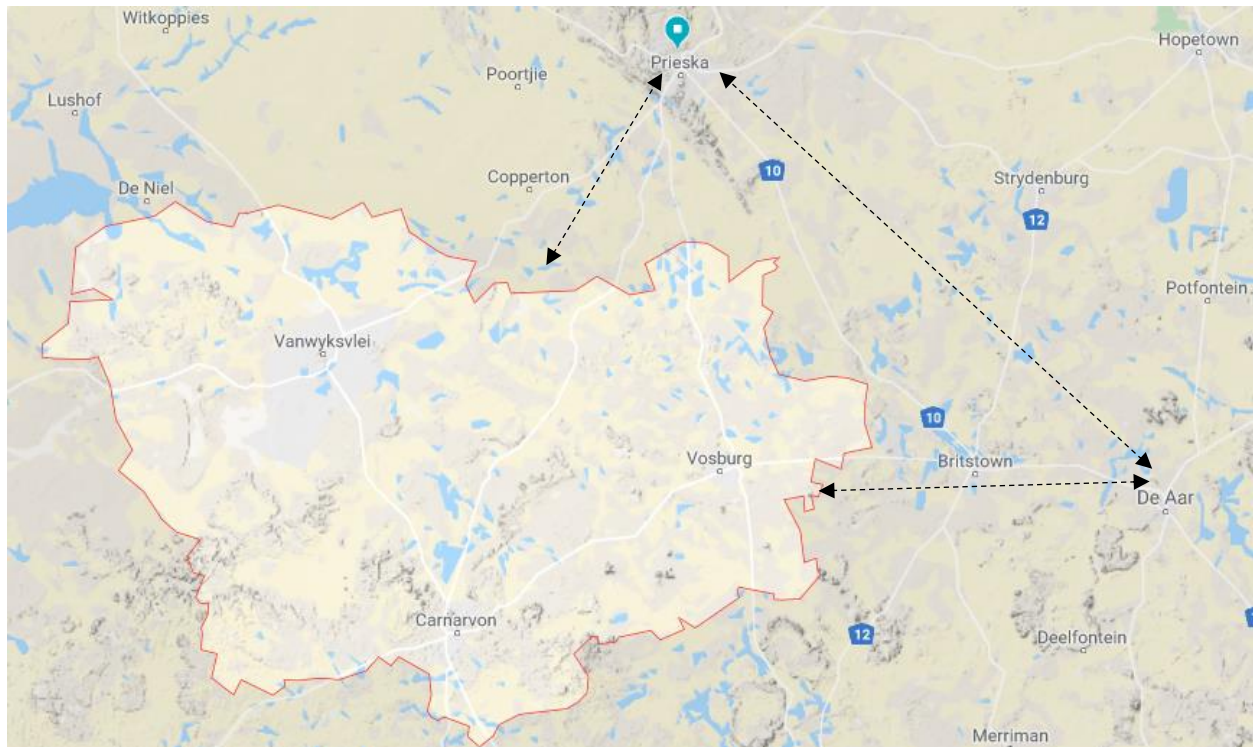 Witkoppies
Hopetown
Prieska
Poortjie
Lushof
10
Copperton
Strydenburg
De Niel
12
Potfontein
Vanwyksvlei
10
Vosburg
Britstown
De Aar
Carnarvon
12
Deelfontein
Merriman